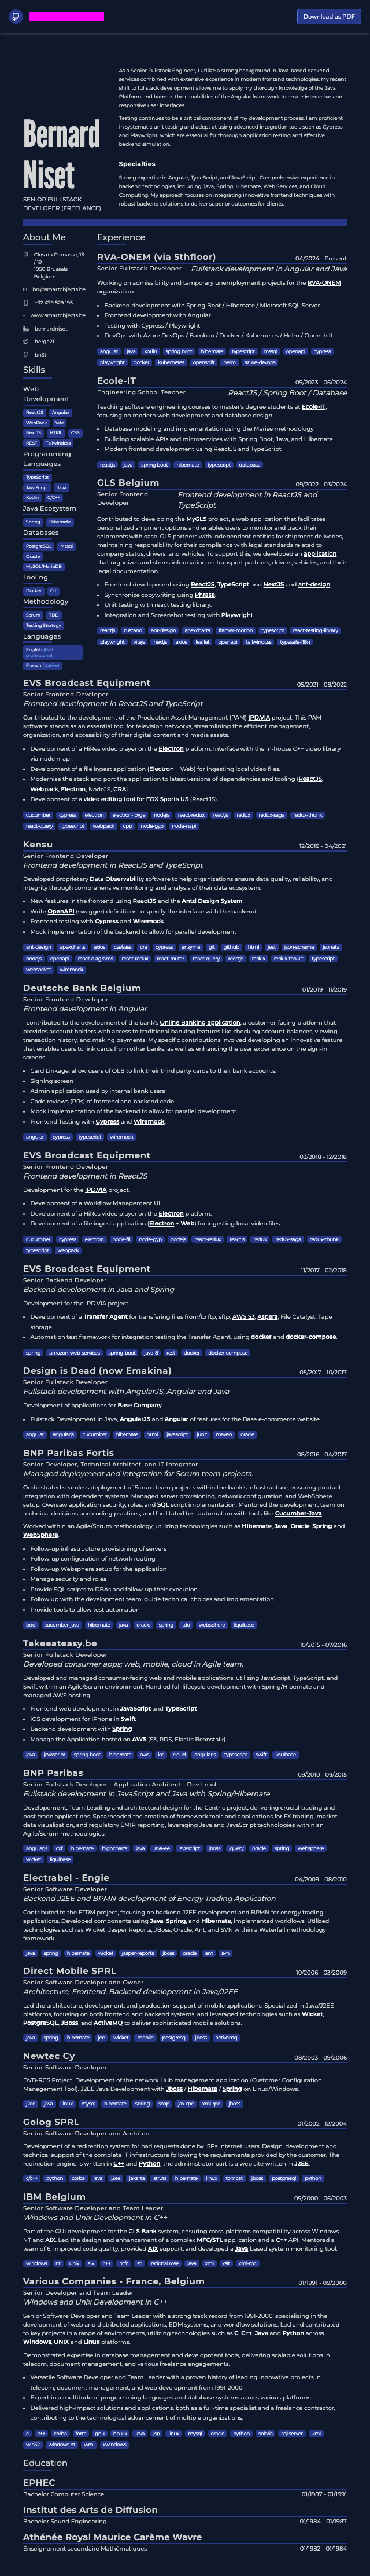 Download as PDF
As a Senior Fullstack Engineer, I utilize a strong background in Java-based backend
services combined with extensive experience in modern frontend technologies. My recent
shift to fullstack development allows me to apply my thorough knowledge of the Java
Platform and harness the capabilities of the Angular framework to create interactive and
responsive user interfaces.
Testing continues to be a critical component of my development process. I am proficient
in systematic unit testing and adept at using advanced integration tools such as Cypress
and Playwright, which are essential for thorough application testing and effective
backend simulation.
Bernard
Niset
SENIOR FULLSTACK
DEVELOPER (FREELANCE)
Specialties
Strong expertise in Angular, TypeScript, and JavaScript. Comprehensive experience in
backend technologies, including Java, Spring, Hibernate, Web Services, and Cloud
Computing. My approach focuses on integrating innovative frontend techniques with
robust backend solutions to deliver superior outcomes for clients.
About Me
Clos du Parnasse, 13
/ 19
1050 Brussels
Belgium
bn@smartobjects.be
+32 479 529 195
www.smartobjects.be
bernardniset
herge21
bn3t
Skills
Web
Development
ReactJS Angular
WebPack Vite
NextJS HTML CSS
REST Tailwindcss
Programming
Languages
TypeScript
JavaScript Java
Kotlin C/C++
Java Ecosystem
Spring Hibernate
Databases
PostgreSQL Mssql
Oracle
MySQL/MariaDB
Tooling
Docker Git
Methodology
Scrum TDD
Testing Strategy
Languages
English (Full
professional)
French (Native)
Experience
RVA-ONEM (via 5thfloor) 04/2024 - Present
Senior Fullstack Developer Fullstack development in Angular and Java
Working on admissibility and temporary unemployment projects for the RVA-ONEM
organization.
• Backend development with Spring Boot / Hibernate / Microsoft SQL Server
• Frontend development with Angular
• Testing with Cypress / Playwright
• DevOps with Azure DevOps / Bamboo / Docker / Kubernetes / Helm / Openshift
angular java kotlin spring boot hibernate typescript mssql openapi cypress
playwright docker kubernetes openshift helm azure-devops
Ecole-IT 09/2023 - 06/2024
Engineering School Teacher ReactJS / Spring Boot / Database
Teaching software engineering courses to master's degree students at Ecole-IT,
focusing on modern web development and database design.
• Database modeling and implementation using the Merise methodology
• Building scalable APIs and microservices with Spring Boot, Java, and Hibernate
• Modern frontend development using ReactJS and TypeScript
reactjs java spring boot hibernate typescript database
GLS Belgium 09/2022 - 03/2024
Senior Frontend
Developer
Frontend development in ReactJS and
TypeScript
Contributed to developing the MyGLS project, a web application that facilitates
personalized shipment options and enables users to monitor and track their
shipments with ease. GLS partners with independent entities for delivery services,
mandating legal conformity and requiring compliance with labor regulations to
maintain accountability for their compliance with legal standards related to
company status, drivers, and vehicles. To support this, we offer an application
that organizes and stores information about partners, drivers, vehicles, and all
legal documentation.
• Frontend development using ReactJS, TypeScript and NextJS and ant-design.
• Synchronize copywriting using Phrase.
• Unit testing with react testing library.
• Integration and Screenshot testing with Playwright.
reactjs zustand ant-design apexcharts framer-motion typescript react-testing-library
playwright vitejs nextjs axios leaflet openapi tailwindcss typesafe-i18n
EVS Broadcast Equipment 05/2021 - 08/2022
Senior Frontend Developer
Frontend development in ReactJS and TypeScript
Contributed to the development of the Production Asset Management (PAM) IPD.VIA project. This PAM
software stands as an essential tool for television networks, streamlining the efficient management,
organization, and accessibility of their digital content and media assets.
• Development of a HiRes video player on the Electron platform. Interface with the in-house C++ video library
via node n-api.
• Development of a file ingest application (Electron + Web) for ingesting local video files.
• Modernise the stack and port the application to latest versions of dependencies and tooling (ReactJS,
Webpack, Electron, NodeJS, CRA).
• Development of a video editing tool for FOX Sports US (ReactJS).
cucumber cypress electron electron-forge nodejs react-redux reactjs redux redux-saga redux-thunk
react-query typescript webpack cpp node-gyp node-napi
Kensu 12/2019 - 04/2021
Senior Frontend Developer
Frontend development in ReactJS and TypeScript
Developed proprietary Data Observability software to help organizations ensure data quality, reliability, and
integrity through comprehensive monitoring and analysis of their data ecosystem.
• New features in the frontend using ReactJS and the Antd Design System.
• Write OpenAPI (swagger) definitions to specify the interface with the backend.
• Frontend testing with Cypress and Wiremock.
• Mock implementation of the backend to allow for parallel development
ant-design apexcharts axios css/sass cra cypress enzyme git github html jest json-schema jsonata
nodejs openapi react-diagrams react-redux react-router react-query reactjs redux redux-toolkit typescript
websocket wiremock
Deutsche Bank Belgium 01/2019 - 11/2019
Senior Frontend Developer
Frontend development in Angular
I contributed to the development of the bank's Online Banking application, a customer-facing platform that
provides account holders with access to traditional banking features like checking account balances, viewing
transaction history, and making payments. My specific contributions involved developing an innovative feature
that enables users to link cards from other banks, as well as enhancing the user experience on the sign-in
screens.
• Card Linkage: allow users of OLB to link their third party cards to their bank accounts.
• Signing screen
• Admin application used by internal bank users
• Code reviews (PRs) of frontend and backend code
• Mock implementation of the backend to allow for parallel development
• Frontend Testing with Cypress and Wiremock.
angular cypress typescript wiremock
EVS Broadcast Equipment 03/2018 - 12/2018
Senior Frontend Developer
Frontend development in ReactJS
Development for the IPD.VIA project.
• Development of a Workflow Management UI.
• Development of a HiRes video player on the Electron platform.
• Development of a file ingest application (Electron + Web) for ingesting local video files
cucumber cypress electron node-ffi node-gyp nodejs react-redux reactjs redux redux-saga redux-thunk
typescript webpack
EVS Broadcast Equipment 11/2017 - 02/2018
Senior Backend Developer
Backend development in Java and Spring
Development for the IPD.VIA project
• Development of a Transfer Agent for transfering files from/to ftp, sftp, AWS S3, Aspera, File Catalyst, Tape
storage.
• Automation test framework for integration testing the Transfer Agent, using docker and docker-compose.
spring amazon-web-services spring-boot java-8 rest docker docker-compose
Design is Dead (now Emakina) 05/2017 - 10/2017
Senior Fullstack Developer
Fullstack development with AngularJS, Angular and Java
Development of applications for Base Company.
• Fulstack Development in Java, AngularJS and Angular of features for the Base e-commerce website
angular angularjs cucumber hibernate html javascript junit maven oracle
BNP Paribas Fortis 08/2016 - 04/2017
Senior Developer, Technical Architect, and IT Integrator
Managed deployment and integration for Scrum team projects.
Orchestrated seamless deployment of Scrum team projects within the bank's infrastructure, ensuring product
integration with dependent systems. Managed server provisioning, network configuration, and WebSphere
setup. Oversaw application security, roles, and SQL script implementation. Mentored the development team on
technical decisions and coding practices, and facilitated test automation with tools like Cucumber-Java.
Worked within an Agile/Scrum methodology, utilizing technologies such as Hibernate, Java, Oracle, Spring and
WebSphere.
• Follow-up infrastructure provisioning of servers
• Follow-up configuration of network routing
• Follow-up Websphere setup for the application
• Manage security and roles
• Provide SQL scripts to DBAs and follow-up their execution
• Follow up with the development team, guide technical choices and implementation
• Provide tools to allow test automation
bdd cucumber-java hibernate java oracle spring tdd websphere liquibase
Takeeateasy.be 10/2015 - 07/2016
Senior Fullstack Developer
Developed consumer apps; web, mobile, cloud in Agile team.
Developed and managed consumer-facing web and mobile applications, utilizing JavaScript, TypeScript, and
Swift within an Agile/Scrum environment. Handled full lifecycle development with Spring/Hibernate and
managed AWS hosting.
• Frontend web development in JavaScript and TypeScript
• iOS development for iPhone in Swift
• Backend development with Spring
• Manage the Application hosted on AWS (S3, RDS, Elastic Beanstalk)
java javascript spring boot hibernate aws ios cloud angularjs typescript swift liquibase
BNP Paribas 09/2010 - 09/2015
Senior Fullstack Developer - Application Architect - Dev Lead
Fullstack development in JavaScript and Java with Spring/Hibernate
Developement, Team Leading and architectural design for the Centric project, delivering crucial trading and
post-trade applications. Spearheaded the creation of framework tools and applications for FX trading, market
data visualization, and regulatory EMIR reporting, leveraging Java and JavaScript technologies within an
Agile/Scrum methodologies.
angularjs cxf hibernate highcharts java java-ee javascript jboss jquery oracle spring websphere
wicket liquibase
Electrabel - Engie 04/2009 - 08/2010
Senior Software Developer
Backend J2EE and BPMN development of Energy Trading Application
Contributed to the ETRM project, focusing on backend J2EE development and BPMN for energy trading
applications. Developed components using Java, Spring, and Hibernate, implemented workflows. Utilized
technologies such as Wicket, Jasper Reports, JBoss, Oracle, Ant, and SVN within a Waterfall methodology
framework.
java spring hibernate wicket jasper-reports jboss oracle ant svn
Direct Mobile SPRL 10/2006 - 03/2009
Senior Software Developer and Owner
Architecture, Frontend, Backend developemnt in Java/J2EE
Led the architecture, development, and production support of mobile applications. Specialized in Java/J2EE
platforms, focusing on both frontend and backend systems, and leveraged technologies such as Wicket,
PostgreSQL, JBoss, and ActiveMQ to deliver sophisticated mobile solutions.
java spring hibernate jee wicket mobile postgresql jboss activemq
Newtec Cy 08/2003 - 09/2006
Senior Software Developer
DVB-RCS Project. Development of the network Hub management application (Customer Configuration
Management Tool). J2EE Java Development with Jboss / Hibernate / Spring on Linux/Windows.
j2ee java linux mysql hibernate spring soap jax-rpc xml-rpc jboss
Golog SPRL 01/2002 - 12/2004
Senior Software Developer and Architect
Development of a redirection system for bad requests done by ISPs Internet users. Design, development and
technical support of the complete IT infrastructure following the requirements provided by the customer. The
redirection engine is written in C++ and Python, the administrator part is a web site written in J2EE.
c/c++ python corba java j2ee jakarta struts hibernate linux tomcat jboss postgresql python
IBM Belgium 09/2000 - 06/2003
Senior Software Developer and Team Leader
Windows and Unix Development in C++
Part of the GUI development for the CLS Bank system, ensuring cross-platform compatibility across Windows
NT and AIX. Led the design and enhancement of a complex MFC/STL application and a C++ API. Mentored a
team of 6, improved code quality, provided AIX support, and developed a Java based system monitoring tool.
windows nt unix aix c++ mfc stl rational rose java xml xslt xml-rpc
Various Companies - France, Belgium 01/1991 - 09/2000
Senior Developer and Team Leader
Windows and Unix Development in C++
Senior Software Developer and Team Leader with a strong track record from 1991-2000, specializing in the
development of web and distributed applications, EDM systems, and workflow solutions. Led and contributed
to key projects in a range of environments, utilizing technologies such as C, C++, Java and Python across
Windows, UNIX and Linux platforms.
Demonstrated expertise in database management and development tools, delivering scalable solutions in
telecom, document management, and various enterprise engagements.
• Versatile Software Developer and Team Leader with a proven history of leading innovative projects in
telecom, document management, and web development from 1991-2000.
• Expert in a multitude of programming languages and database systems across various platforms.
• Delivered high-impact solutions and applications, both as a full-time specialist and a freelance contractor,
contributing to the technological advancement of multiple organizations.
c c++ corba forte gnu hp-ux java jsp linux mysql oracle python solaris sql server uml
win32 windows nt wml xwindows
Education
EPHEC
Bachelor Computer Science 01/1987 - 01/1991
Institut des Arts de Diffusion
Bachelor Sound Engineering 01/1984 - 01/1987
Athénée Royal Maurice Carème Wavre
Enseignement secondaire Mathématiques 01/1982 - 01/1984